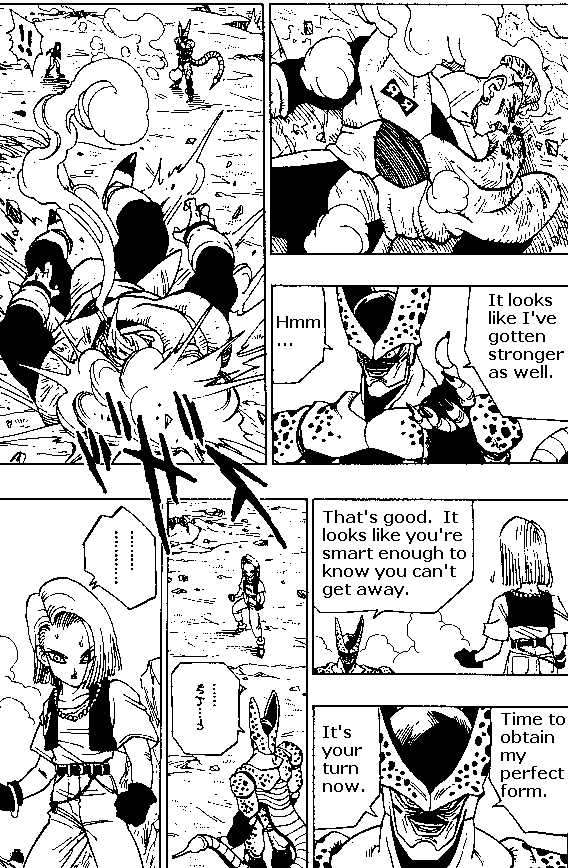 It looks
like I've
gotten
stronger
as well.
Hmm
...
!!
That's good.  It
looks like you're
smart enough to
know you can't
get away.
Time to
obtain
my
perfect
form.
It's
your
turn
now.